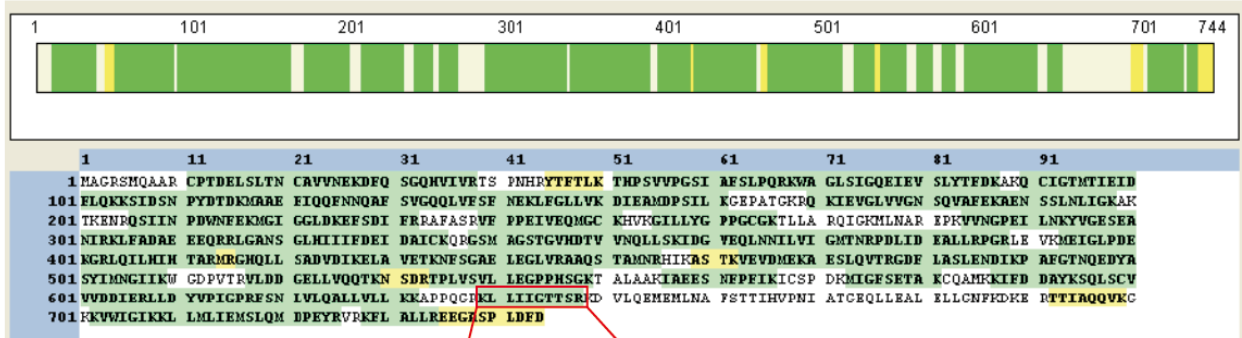 1 101 201 301 401 501 601 701 744
1 11 21 31 41 51 61 71 81 91
1 MAGRSMQAAR CPTDELSLTN CAVVNEKDFQ SGQHVIVRTS PNHRYTFTLK THPSVVPGSI AFSLPQRKWA GLSIGQEIEV SLYTFDKAKQ CIGTMTIEID
101 FLQKKSIDSN PYDTDKMAAE FIQQFNNQAF SVGQQLVFSF NEKLFGLLVK DIEAMDPSIL KGEPATGKRQ KIEVGLVVGN SQVAFEKAEN SSLNLIGKAK
201 TKENRQSIIN PDWNFEKMGI GGLDKEFSDI FRRAFASRVF PPEIVEQMGC KHVKGILLYG PPGCGKTLLA RQIGKMLNAR EPKVVNGPEI LNKYVGESEA
301 NIRKLFADAE EEQRRLGANS GLHIIIFDEI DAICKQRGSM AGSTGVHDTV VNQLLSKIDG VEQLNNILVI GMTNRPDLID EALLRPGRLE VKMEIGLPDE
401 KGRLQILHIH TARMRGHQLL SADVDIKELA VETKNFSGAE LEGLVRAAQS TAMNRHIKAS TKVEVDMEKA ESLQVTRGDF LASLENDIKP AFGTNQEDYA
501 SYIMNGIIKW GDPVTRVLDD GELLVQQTKN SDRTPLVSVL LEGPPHSGKT ALAAKIAEES NFPFIKICSP DKMIGFSETA KCQAMKKIFD DAYKSQLSCV
601 VVDDIERLLD YVPIGPRFSN LVLQALLVLL KKAPPQGRKL LIIGTTSRKD VLQEMEMLNA FSTTIHVPNI ATGEQLLEAL ELLGNFKDKE RTTIAQQVKG
701 KKVWIGIKKL LMLIEMSLQM DPEYRVRKFL ALLREEGASP LDFD